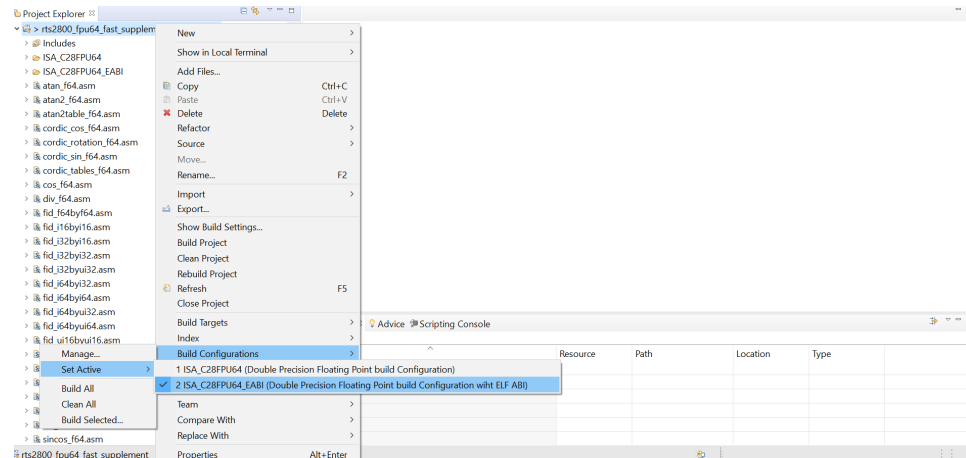 Project Explorer
> rts2800_fpu64_fast_supplem
Includes
ISA_C28FPU64
ISA_C28FPU64_EABI
atan_f64.asm
atan2_f64.asm
atan2table_f64.asm
cordic_cos_f64.asm
cordic_rotation_f64.asm
cordic_sin_f64.asm
cordic_tables_f64.asm
cos_f64.asm
div_f64.asm
fid_f64byf64.asm
fid_i16byi16.asm
fid_i32byi16.asm
fid_i32byi32.asm
fid_i32byui32.asm
fid_i64byi64.asm
fid_i64byui32.asm
fid_i64byui64.asm
fid_ui16byui16.asm
sincos_f64.asm
rts2800_fpu64_fast_supplement
New
Show in Local Terminal
Add Files...
Copy Ctrl+C
Paste Ctrl+V
Delete Delete
Refactor
Source
Move...
Rename... F2
Import
Export...
Show Build Settings...
Build Project
Clean Project
Rebuild Project
Refresh F5
Close Project
Build Targets
Index
Build Configurations
Team
Compare With
Replace With
Properties Alt+Enter
Manage...
Set Active
Build All
Clean All
Build Selected...
1 ISA_C28FPU64 (Double Precision Floating Point build Configuration)
2 ISA_C28FPU64_EABI (Double Precision Floating Point build Configuration wiht ELF ABI)
Advice Scripting Console
Resource Path Location Type